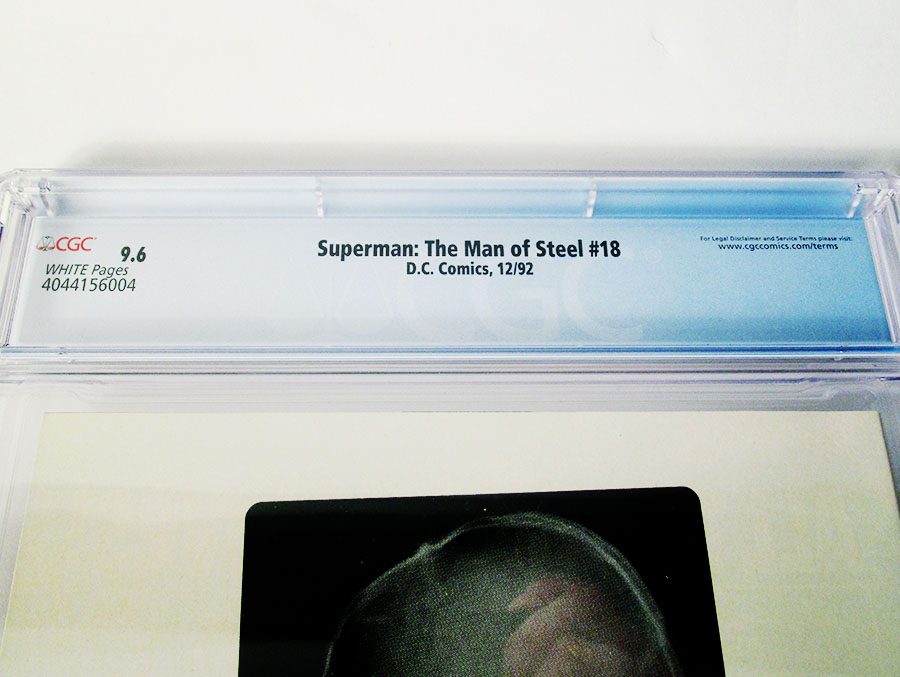 CGC
9.6
WHITE Pages
4044156004
Superman: The Man of Steel #18
D.C. Comics, 12/92
For Legal Disclaimer and Service Terms please visit:
www.cgccomics.com/terms
CGC